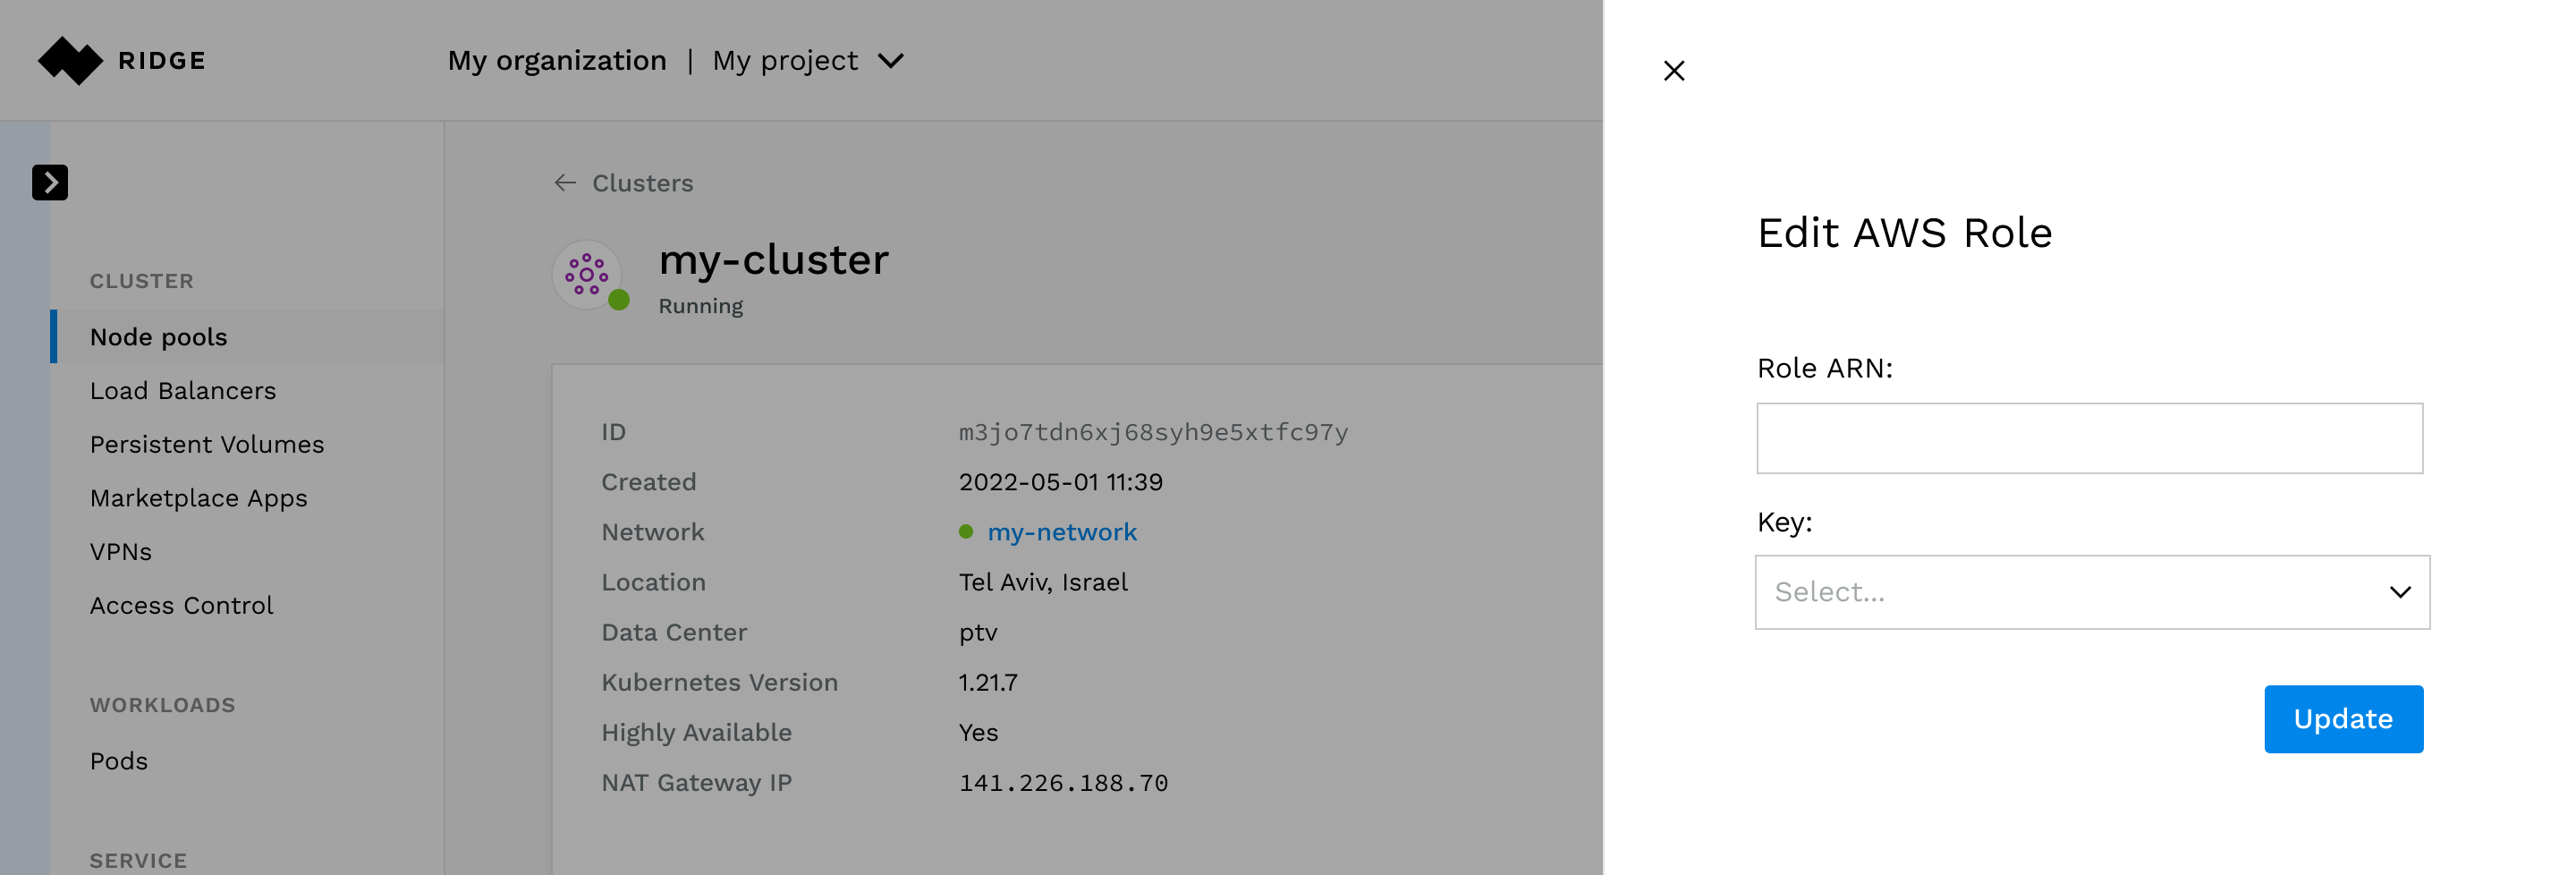 RIDGE
My organization | My project
Clusters
my-cluster
Running
CLUSTER
Node pools
Load Balancers
Persistent Volumes
Marketplace Apps
VPNs
Access Control
WORKLOADS
Pods
SERVICE
ID m3jo7tdn6xj68syh9e5xtfc97y
Created 2022-05-01 11:39
Network my-network
Location Tel Aviv, Israel
Data Center ptv
Kubernetes Version 1.21.7
Highly Available Yes
NAT Gateway IP 141.226.188.70
Edit AWS Role
Role ARN:
Key:
Select...
Update